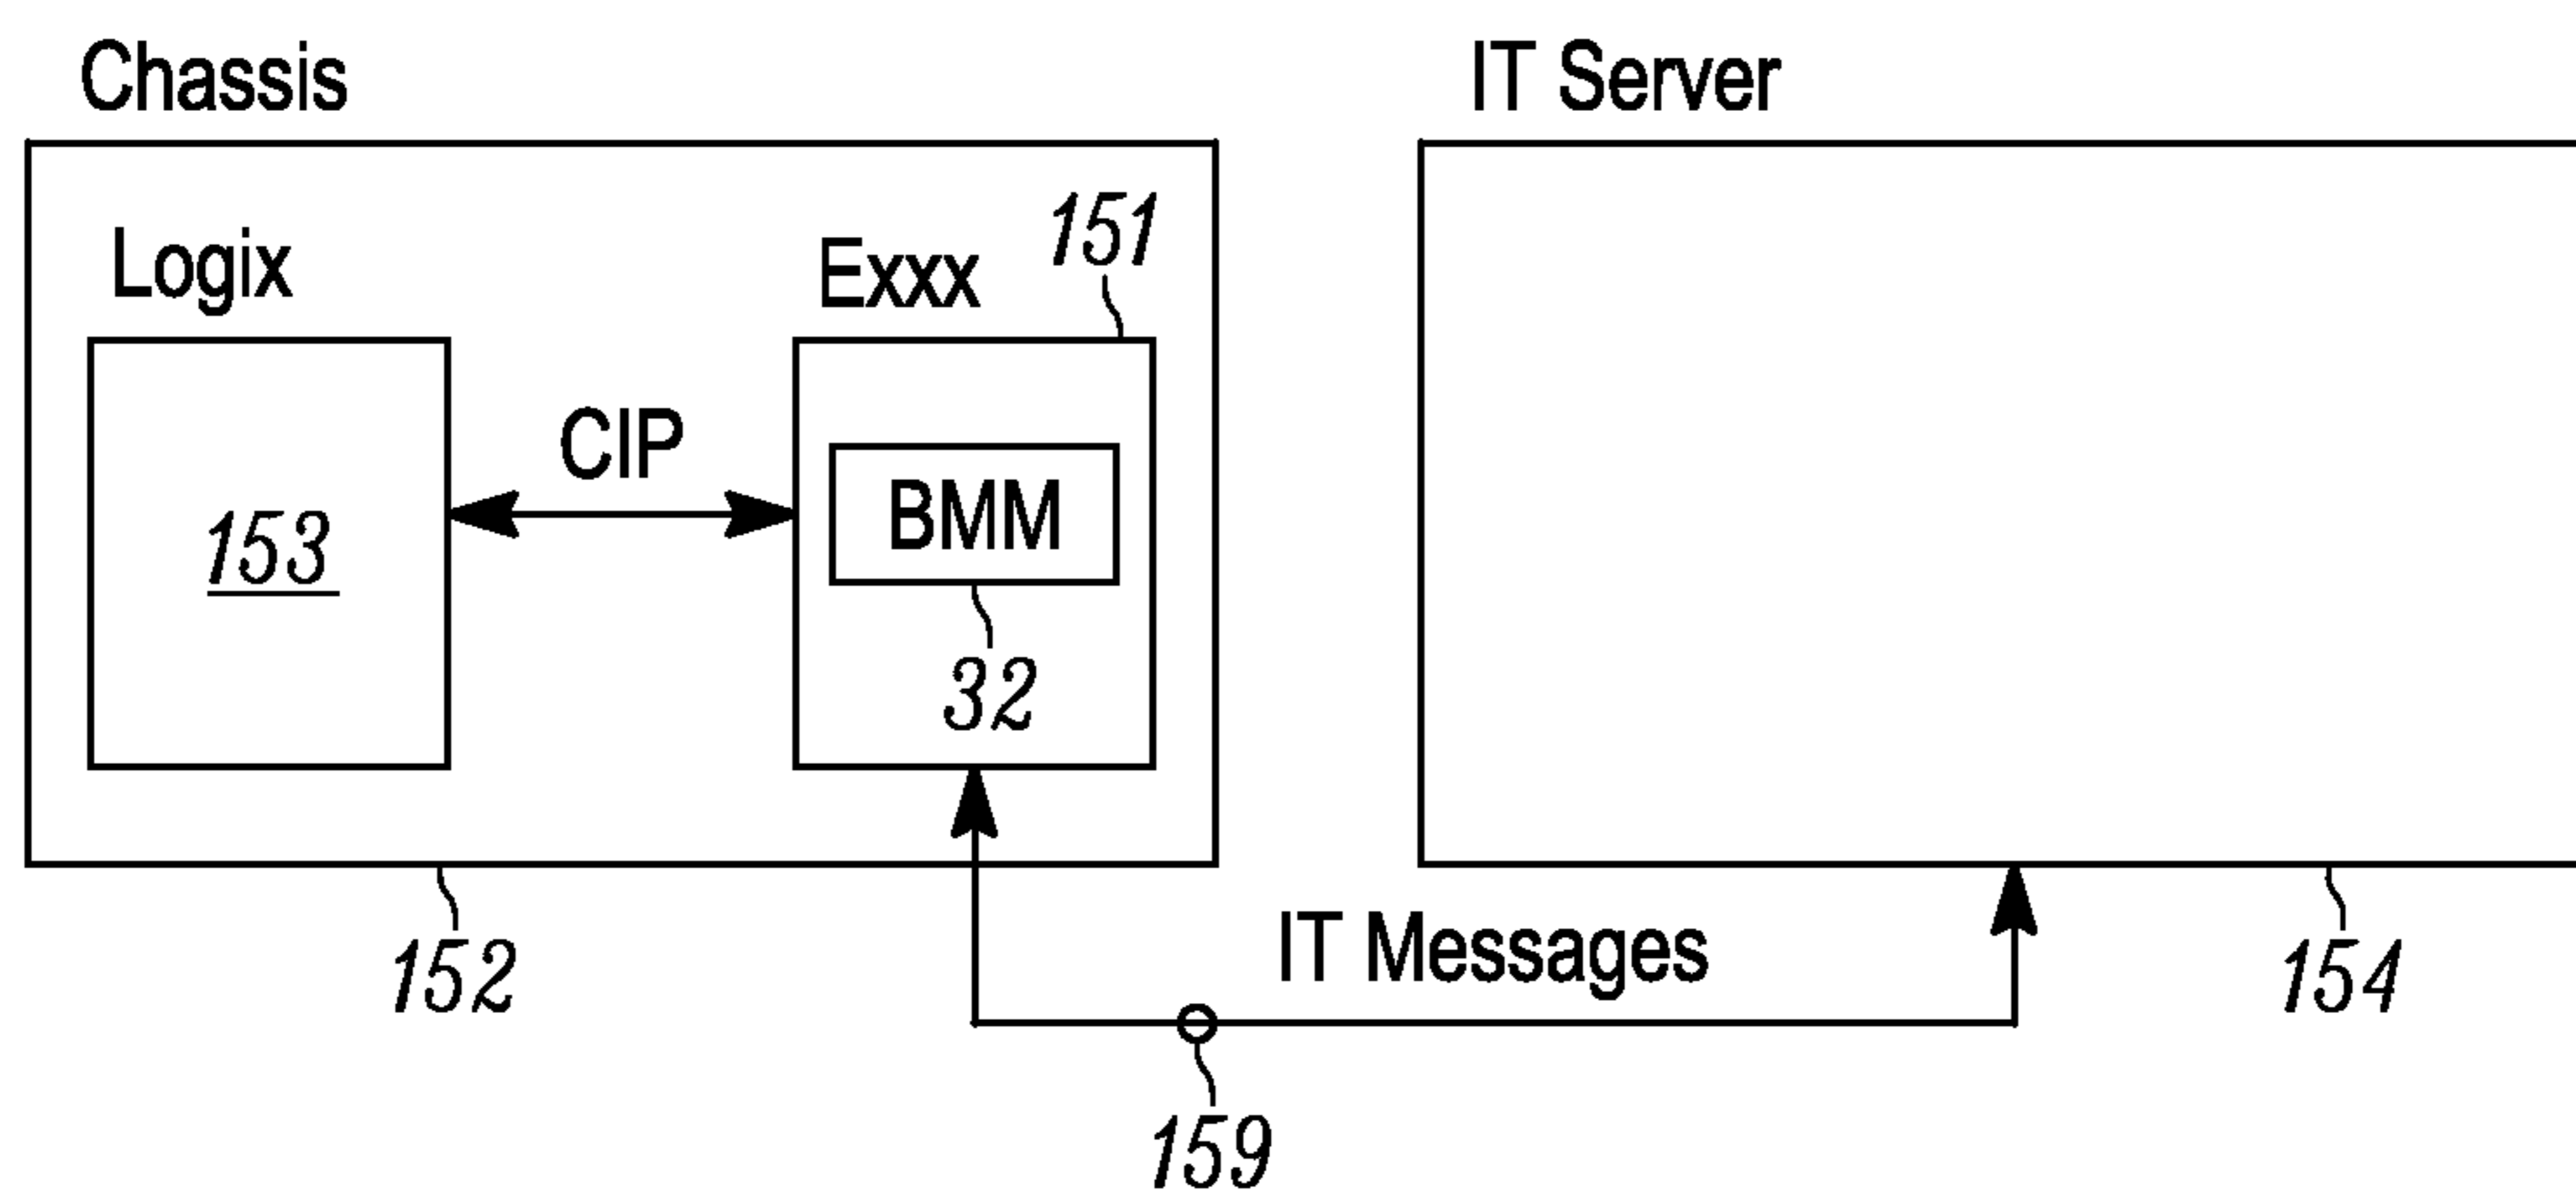 Chassis
IT Server
Logix
Exxx
151
CIP
153
BMM
32
152
IT Messages
154
159